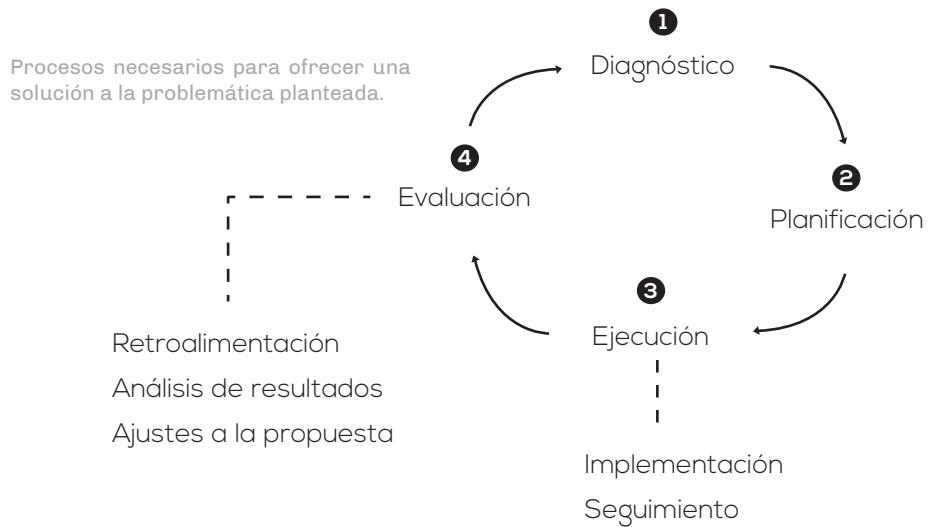 Procesos necesarios para ofrecer una
solución a la problemática planteada.
1
Diagnóstico
2
Planificación
3
Ejecución
Implementación
Seguimiento
4
Evaluación
Retroalimentación
Análisis de resultados
Ajustes a la propuesta